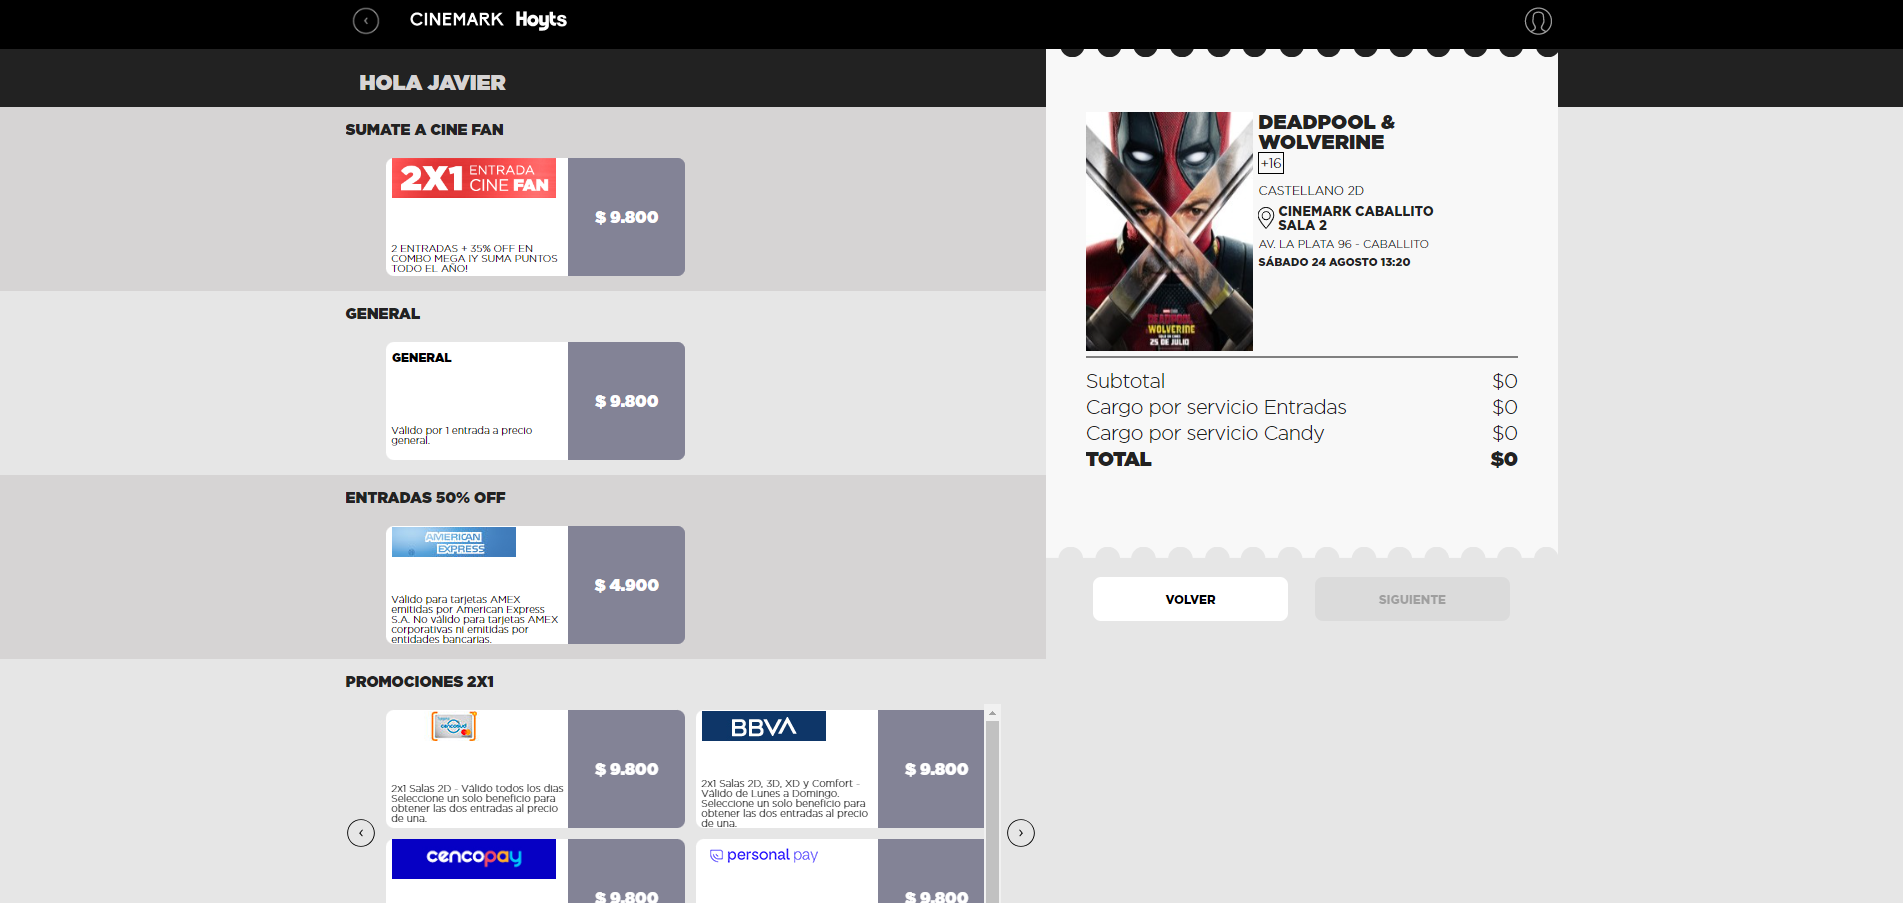 CINEMARK Hoyts
HOLA JAVIER
SUMATE A CINE FAN
2X1 ENTRADA
CINE FAN
$ 9.800
2 ENTRADAS + 35% OFF EN
COMBO MEGA ¡Y SUMA PUNTOS
TODO EL AÑO!
GENERAL
GENERAL
$ 9.800
Válido por 1 entrada a precio
general.
ENTRADAS 50% OFF
AMERICAN
EXPRESS
$ 4.900
Válido para tarjetas AMEX
emitidas por American Express
S.A. No válido para tarjetas AMEX
corporativas ni emitidas por
entidades bancarias.
PROMOCIONES 2X1
cencosud
$ 9.800
2x1 Salas 2D - Válido todos los dias
Seleccione un solo beneficio para
obtener las dos entradas al precio
de una.
BBVA
$ 9.800
2x1 Salas 2D, 3D, XD y Comfort -
Válido de Lunes a Domingo.
Seleccione un solo beneficio para
obtener las dos entradas al precio
de una.
cencopay
$ 9.800
personal pay
$ 9.800
DEADPOOL &
WOLVERINE
+16
CASTELLANO 2D
CINEMARK CABALLITO
SALA 2
AV. LA PLATA 96 - CABALLITO
SÁBADO 24 AGOSTO 13:20
DEADPOOL
WOLVERINE
25 DE JULIO
Subtotal $0
Cargo por servicio Entradas $0
Cargo por servicio Candy $0
TOTAL $0
VOLVER
SIGUIENTE